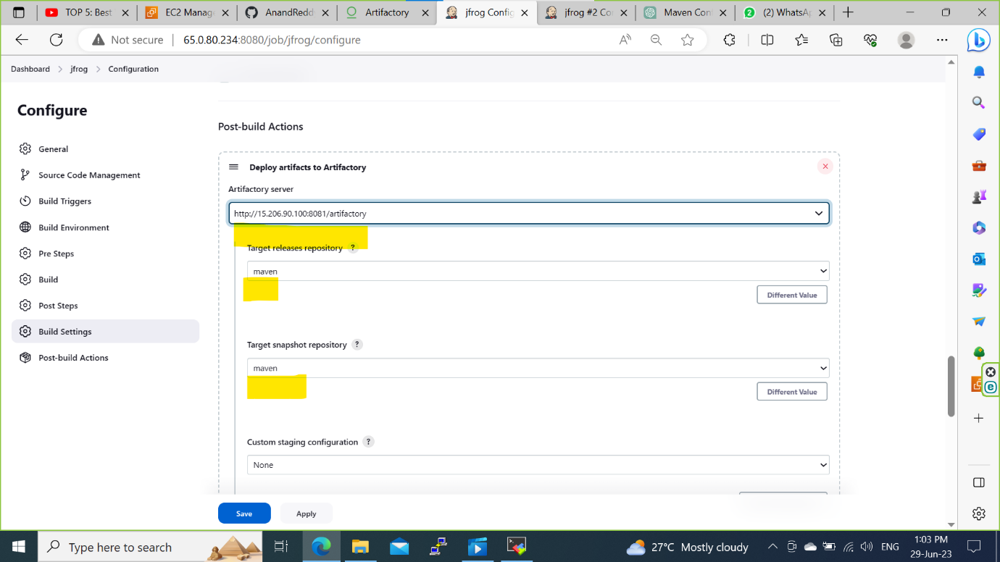 TOP 5: Best
EC2 Manag
AnandRedd
Artifactory
jfrog Config
jfrog #2 Co
Maven Con
(2) WhatsAp
Not secure
65.0.80.234:8080/job/jfrog/configure
Dashboard > jfrog > Configuration
Configure
General
Source Code Management
Build Triggers
Build Environment
Pre Steps
Build
Post Steps
Build Settings
Post-build Actions
Post-build Actions
Deploy artifacts to Artifactory
Artifactory server
http://15.206.90.100:8081/artifactory
Target releases repository ?
maven
Different Value
Target snapshot repository ?
maven
Different Value
Custom staging configuration ?
None
Save
Apply
Type here to search
27°C Mostly cloudy
ENG
1:03 PM
29-Jun-23